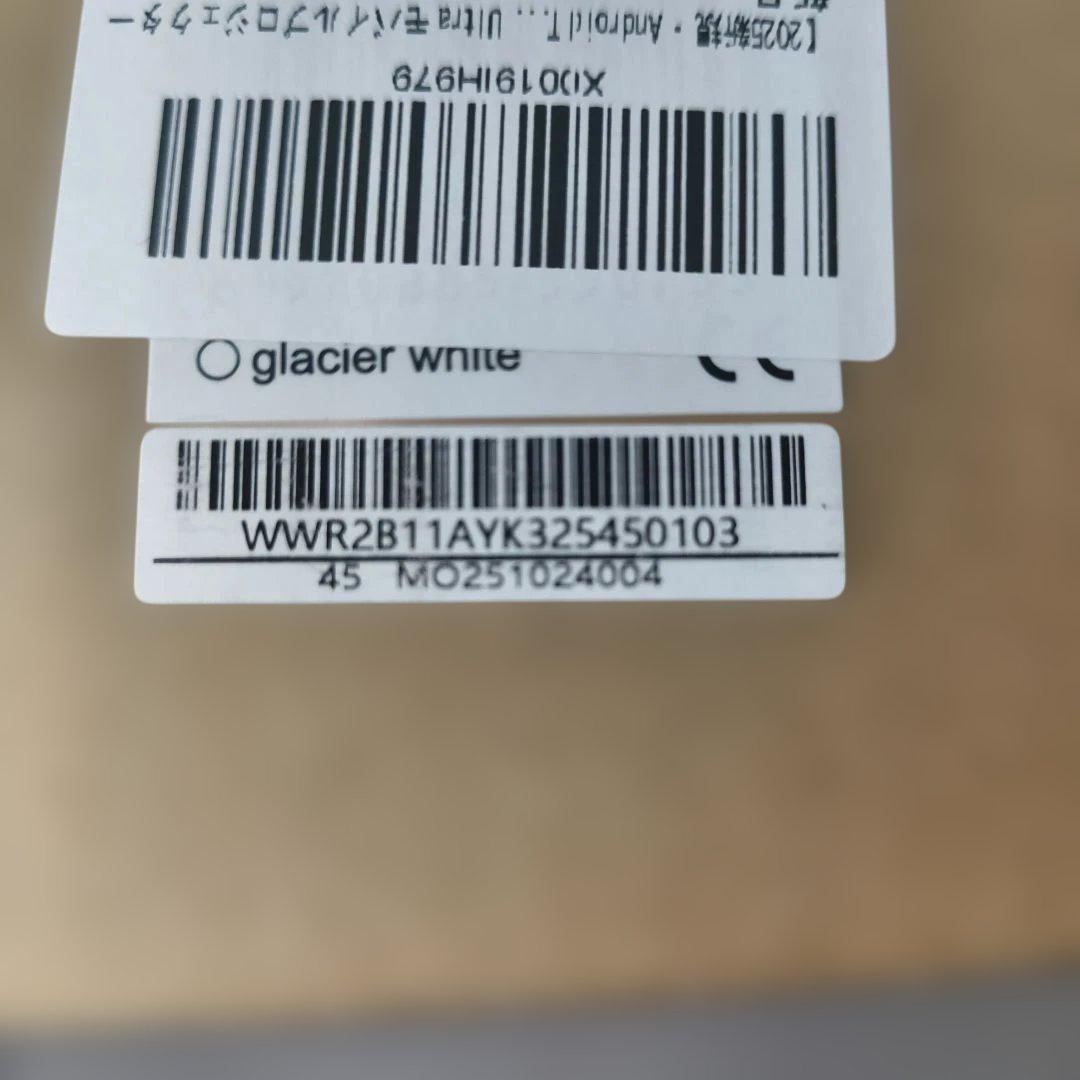 X0019IH979
【2025新規・Android T... Ultra モバイルプロジェクター
glacier white
WWR2B11AYK325450103
45 MO251024004